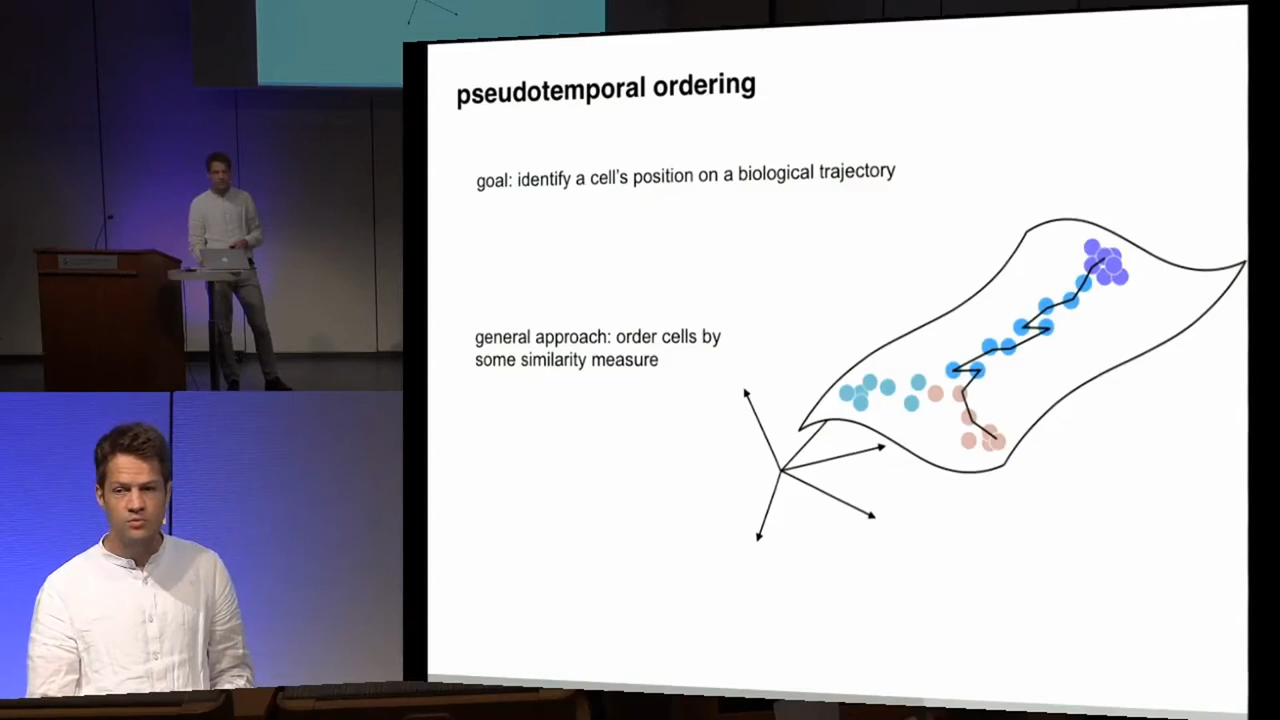 pseudotemporal ordering
goal: identify a cell's position on a biological trajectory
general approach: order cells by
some similarity measure